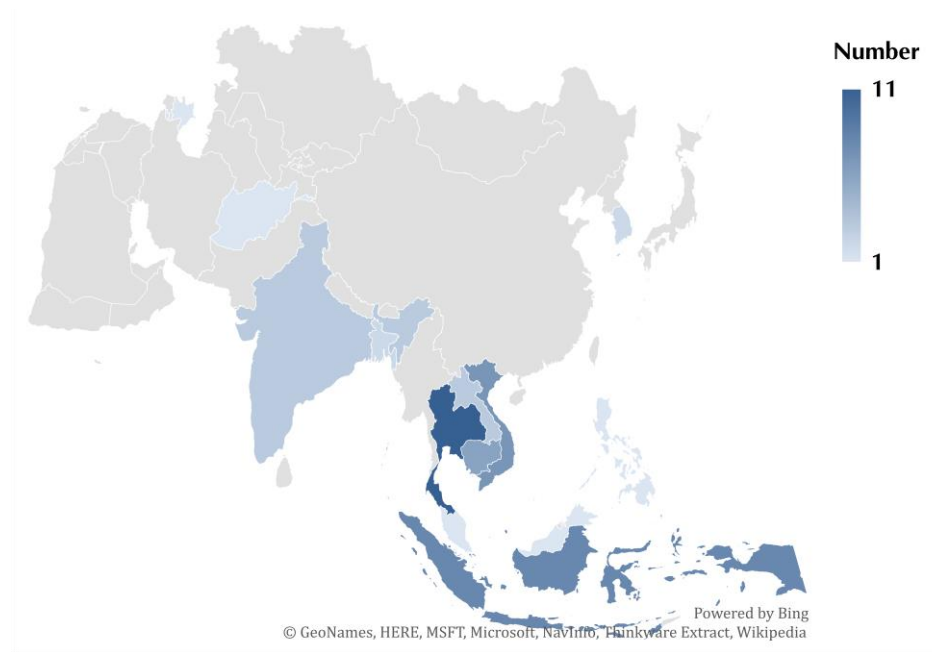 Number
11
1
Powered by Bing
© GeoNames, HERE, MSFT, Microsoft, NavInfo, Thinkware Extract, Wikipedia